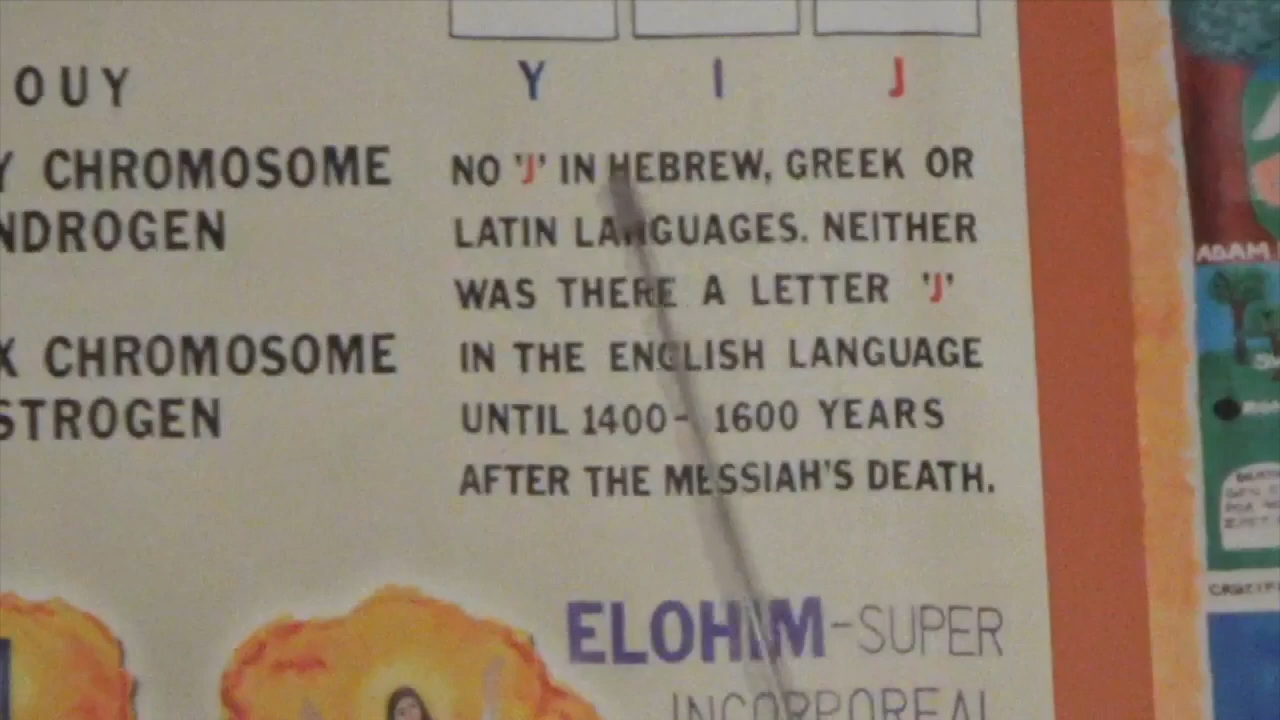 OUY
Y CHROMOSOME
NDROGEN
X CHROMOSOME
STROGEN
Y I J
NO 'J' IN HEBREW, GREEK OR
LATIN LANGUAGES. NEITHER
WAS THERE A LETTER 'J'
IN THE ENGLISH LANGUAGE
UNTIL 1400- 1600 YEARS
AFTER THE MESSIAH'S DEATH.
ELOHIM-SUPER
INCORPOREAL
ADAM